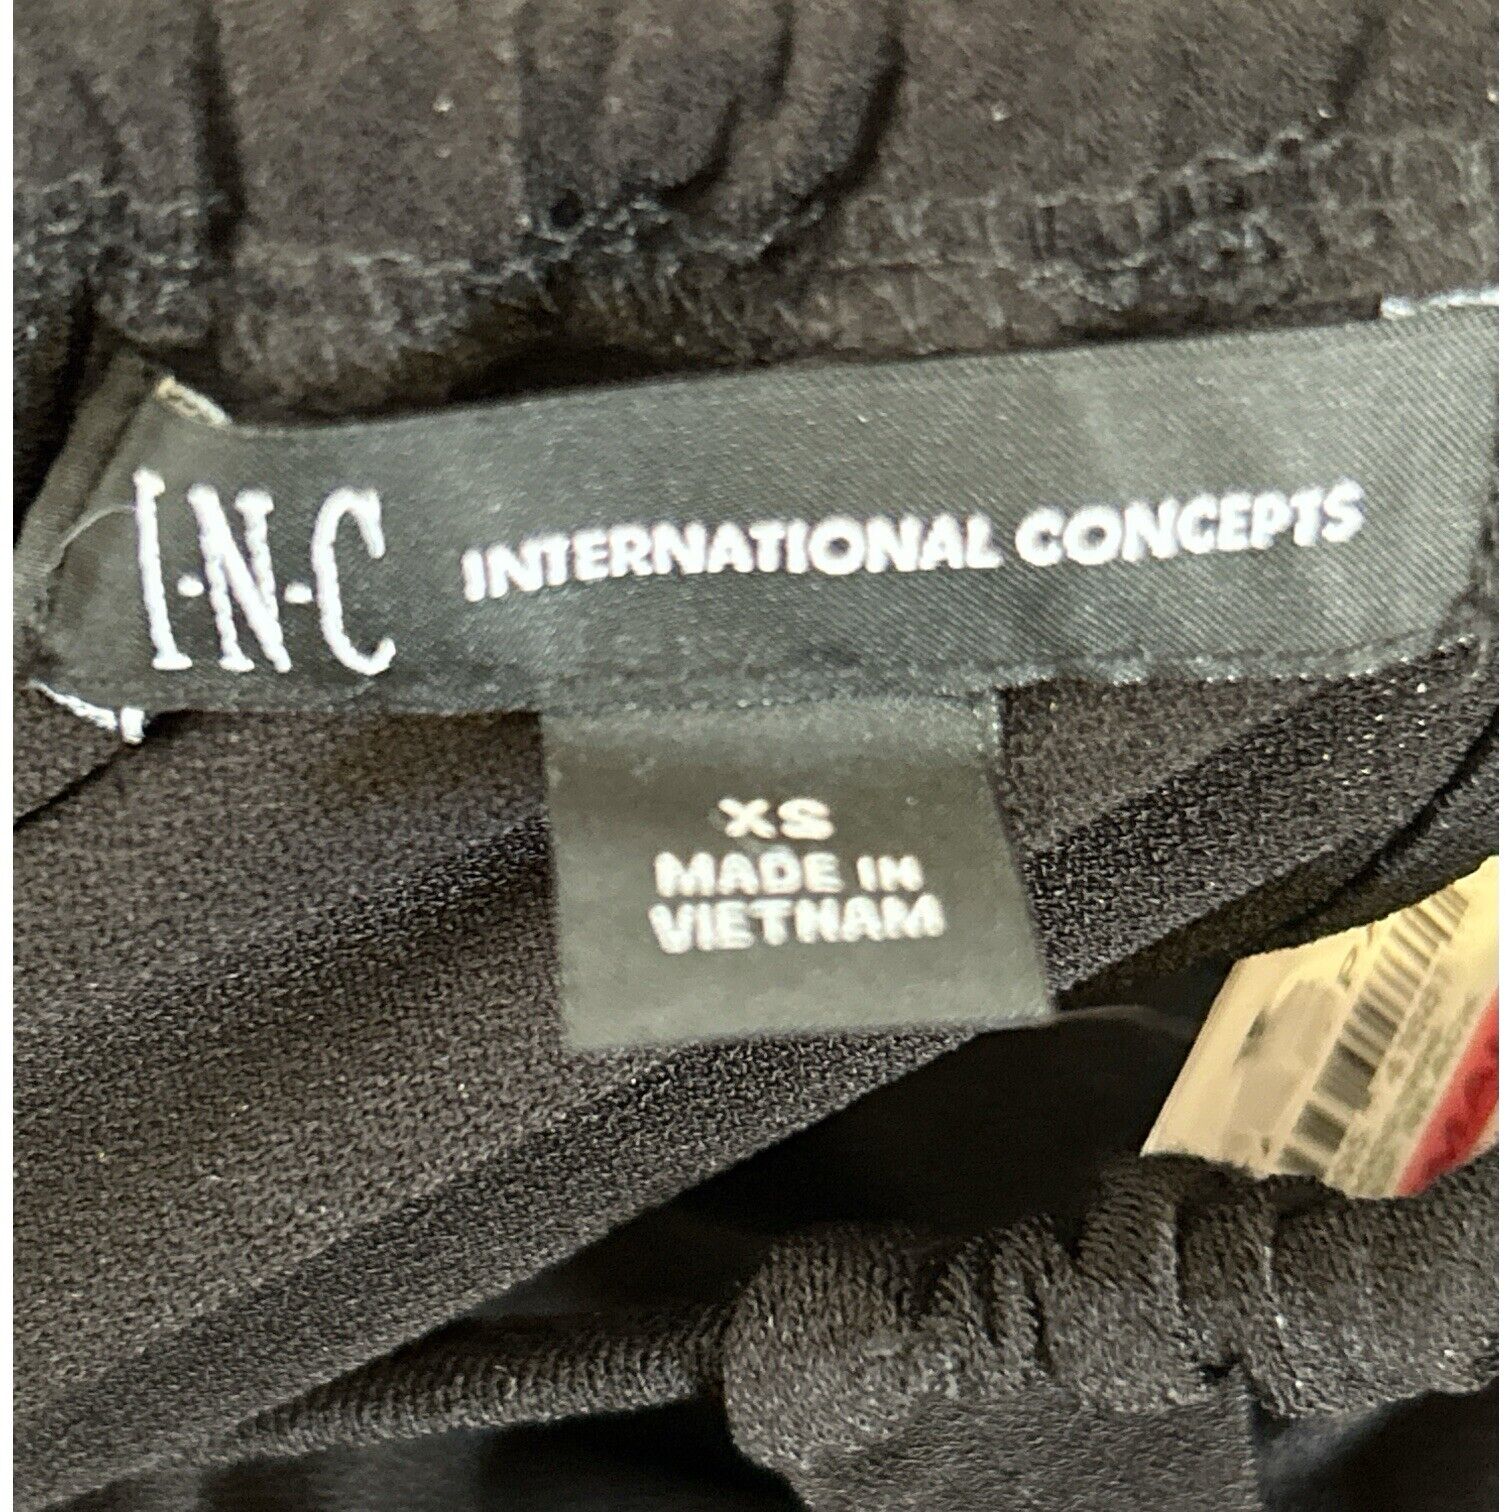 I·N·C INTERNATIONAL CONCEPTS
XS
MADE IN
VIETNAM